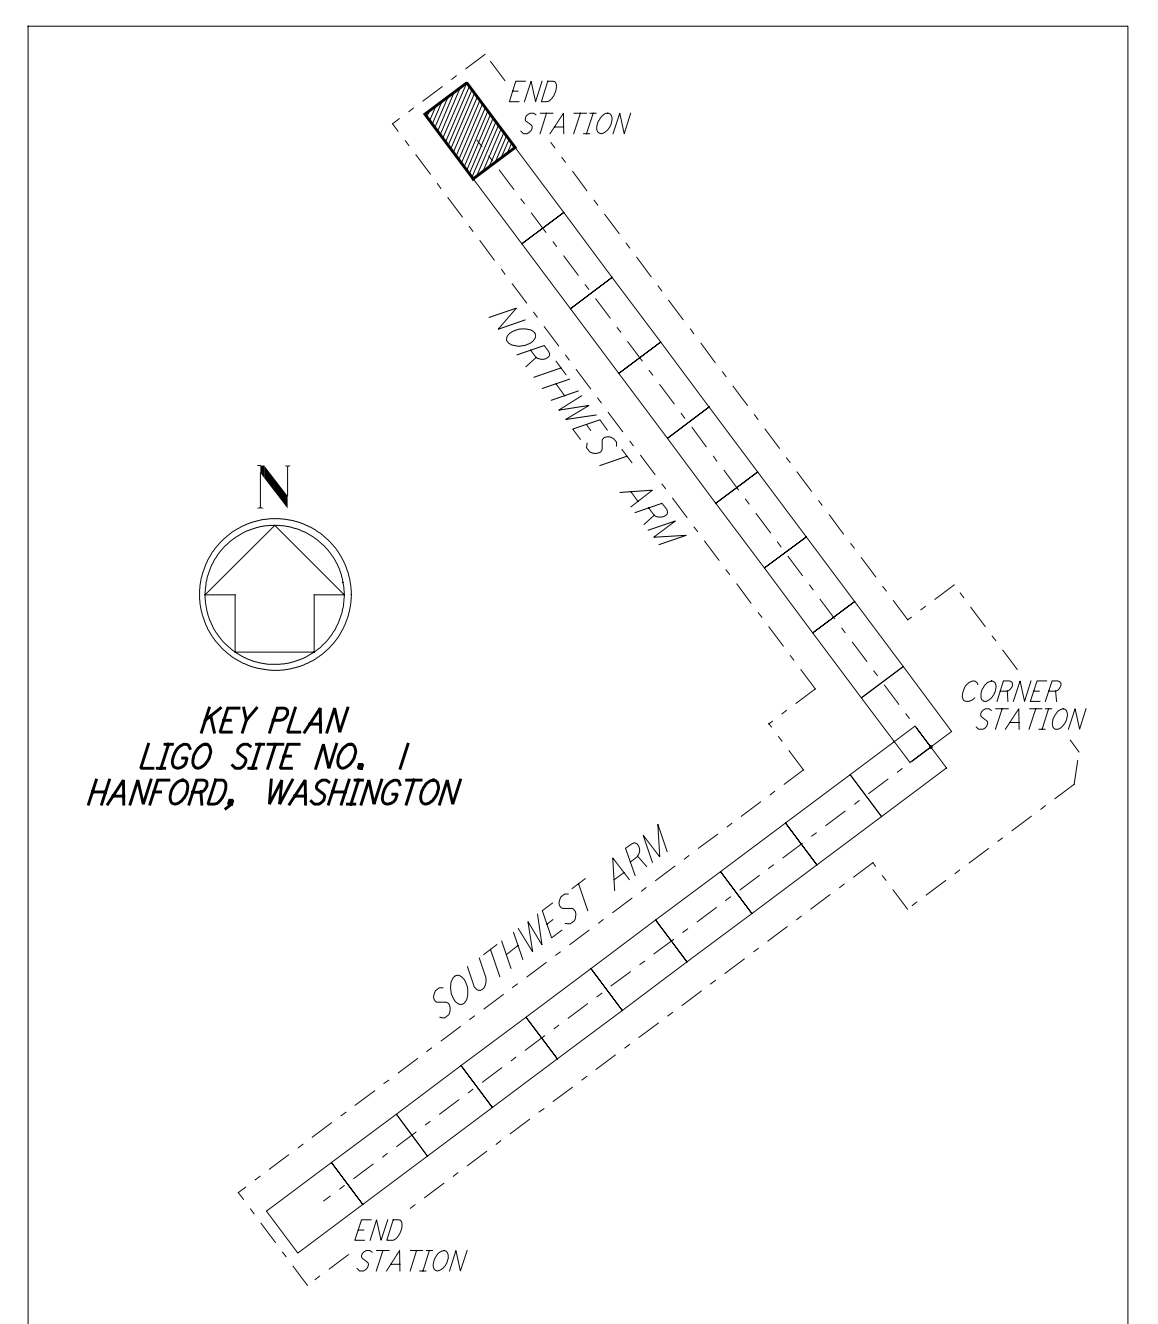 END
STATION
NORTHWEST ARM
N
CORNER
STATION
KEY PLAN
LIGO SITE NO. 1
HANFORD, WASHINGTON
SOUTHWEST ARM
END
STATION